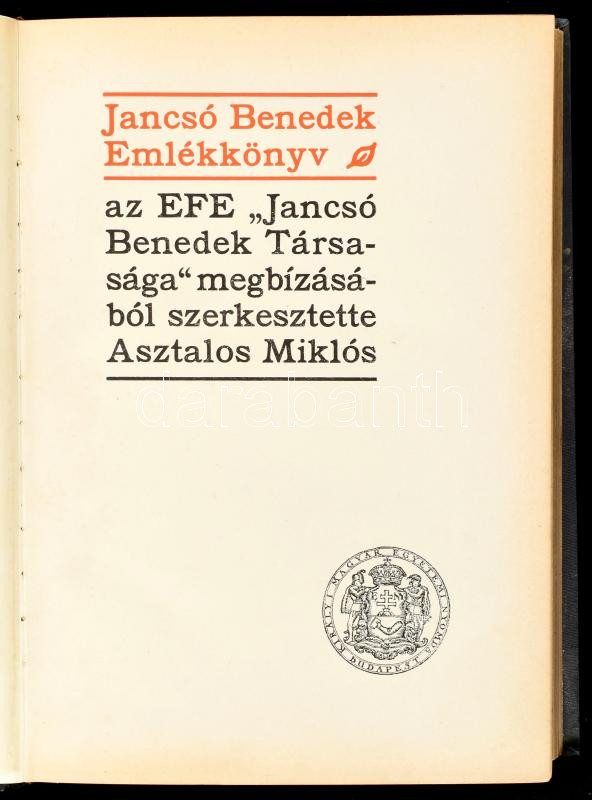 Jancsó Benedek
Emlékkönyv
az EFE „Jancsó
Benedek Társa-
sága“ megbízásá-
ból szerkesztette
Asztalos Miklós
darabanth
KIRÁLYI MAGYAR EGYETEMI NYOMDA BUDAPEST